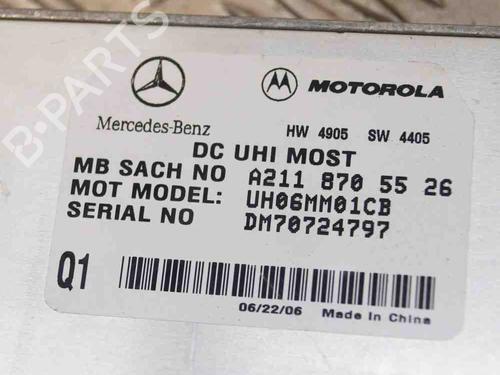 B-PARTS
MOTOROLA
Mercedes-Benz
HW 4905 SW 4405
DC UHI MOST
MB SACH NO A211 870 55 26
MOT MODEL: UH06MM01CB
SERIAL NO DM70724797
Q1
06/22/06 Made In China